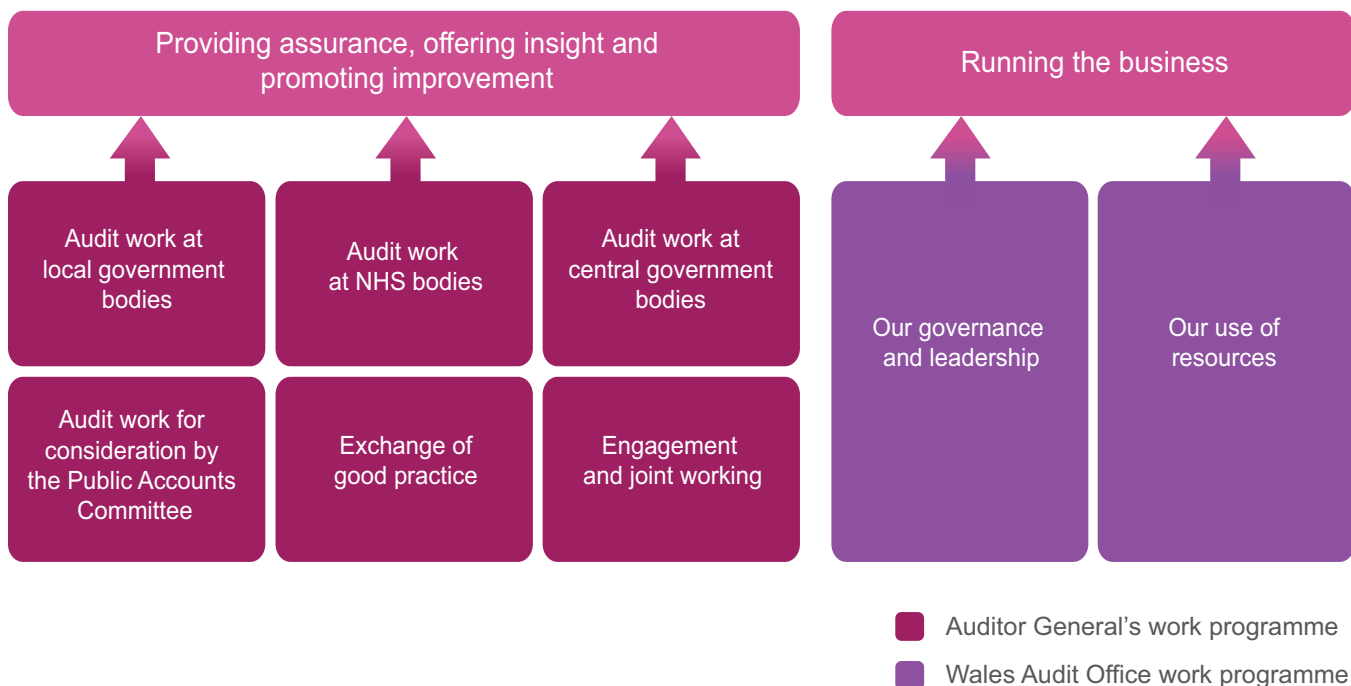 Providing assurance, offering insight and
promoting improvement
Running the business
Audit work at
local government
bodies
Audit work
at NHS bodies
Audit work at
central government
bodies
Our governance
and leadership
Our use of
resources
Audit work for
consideration by
the Public Accounts
Committee
Exchange of
good practice
Engagement
and joint working
Auditor General’s work programme
Wales Audit Office work programme